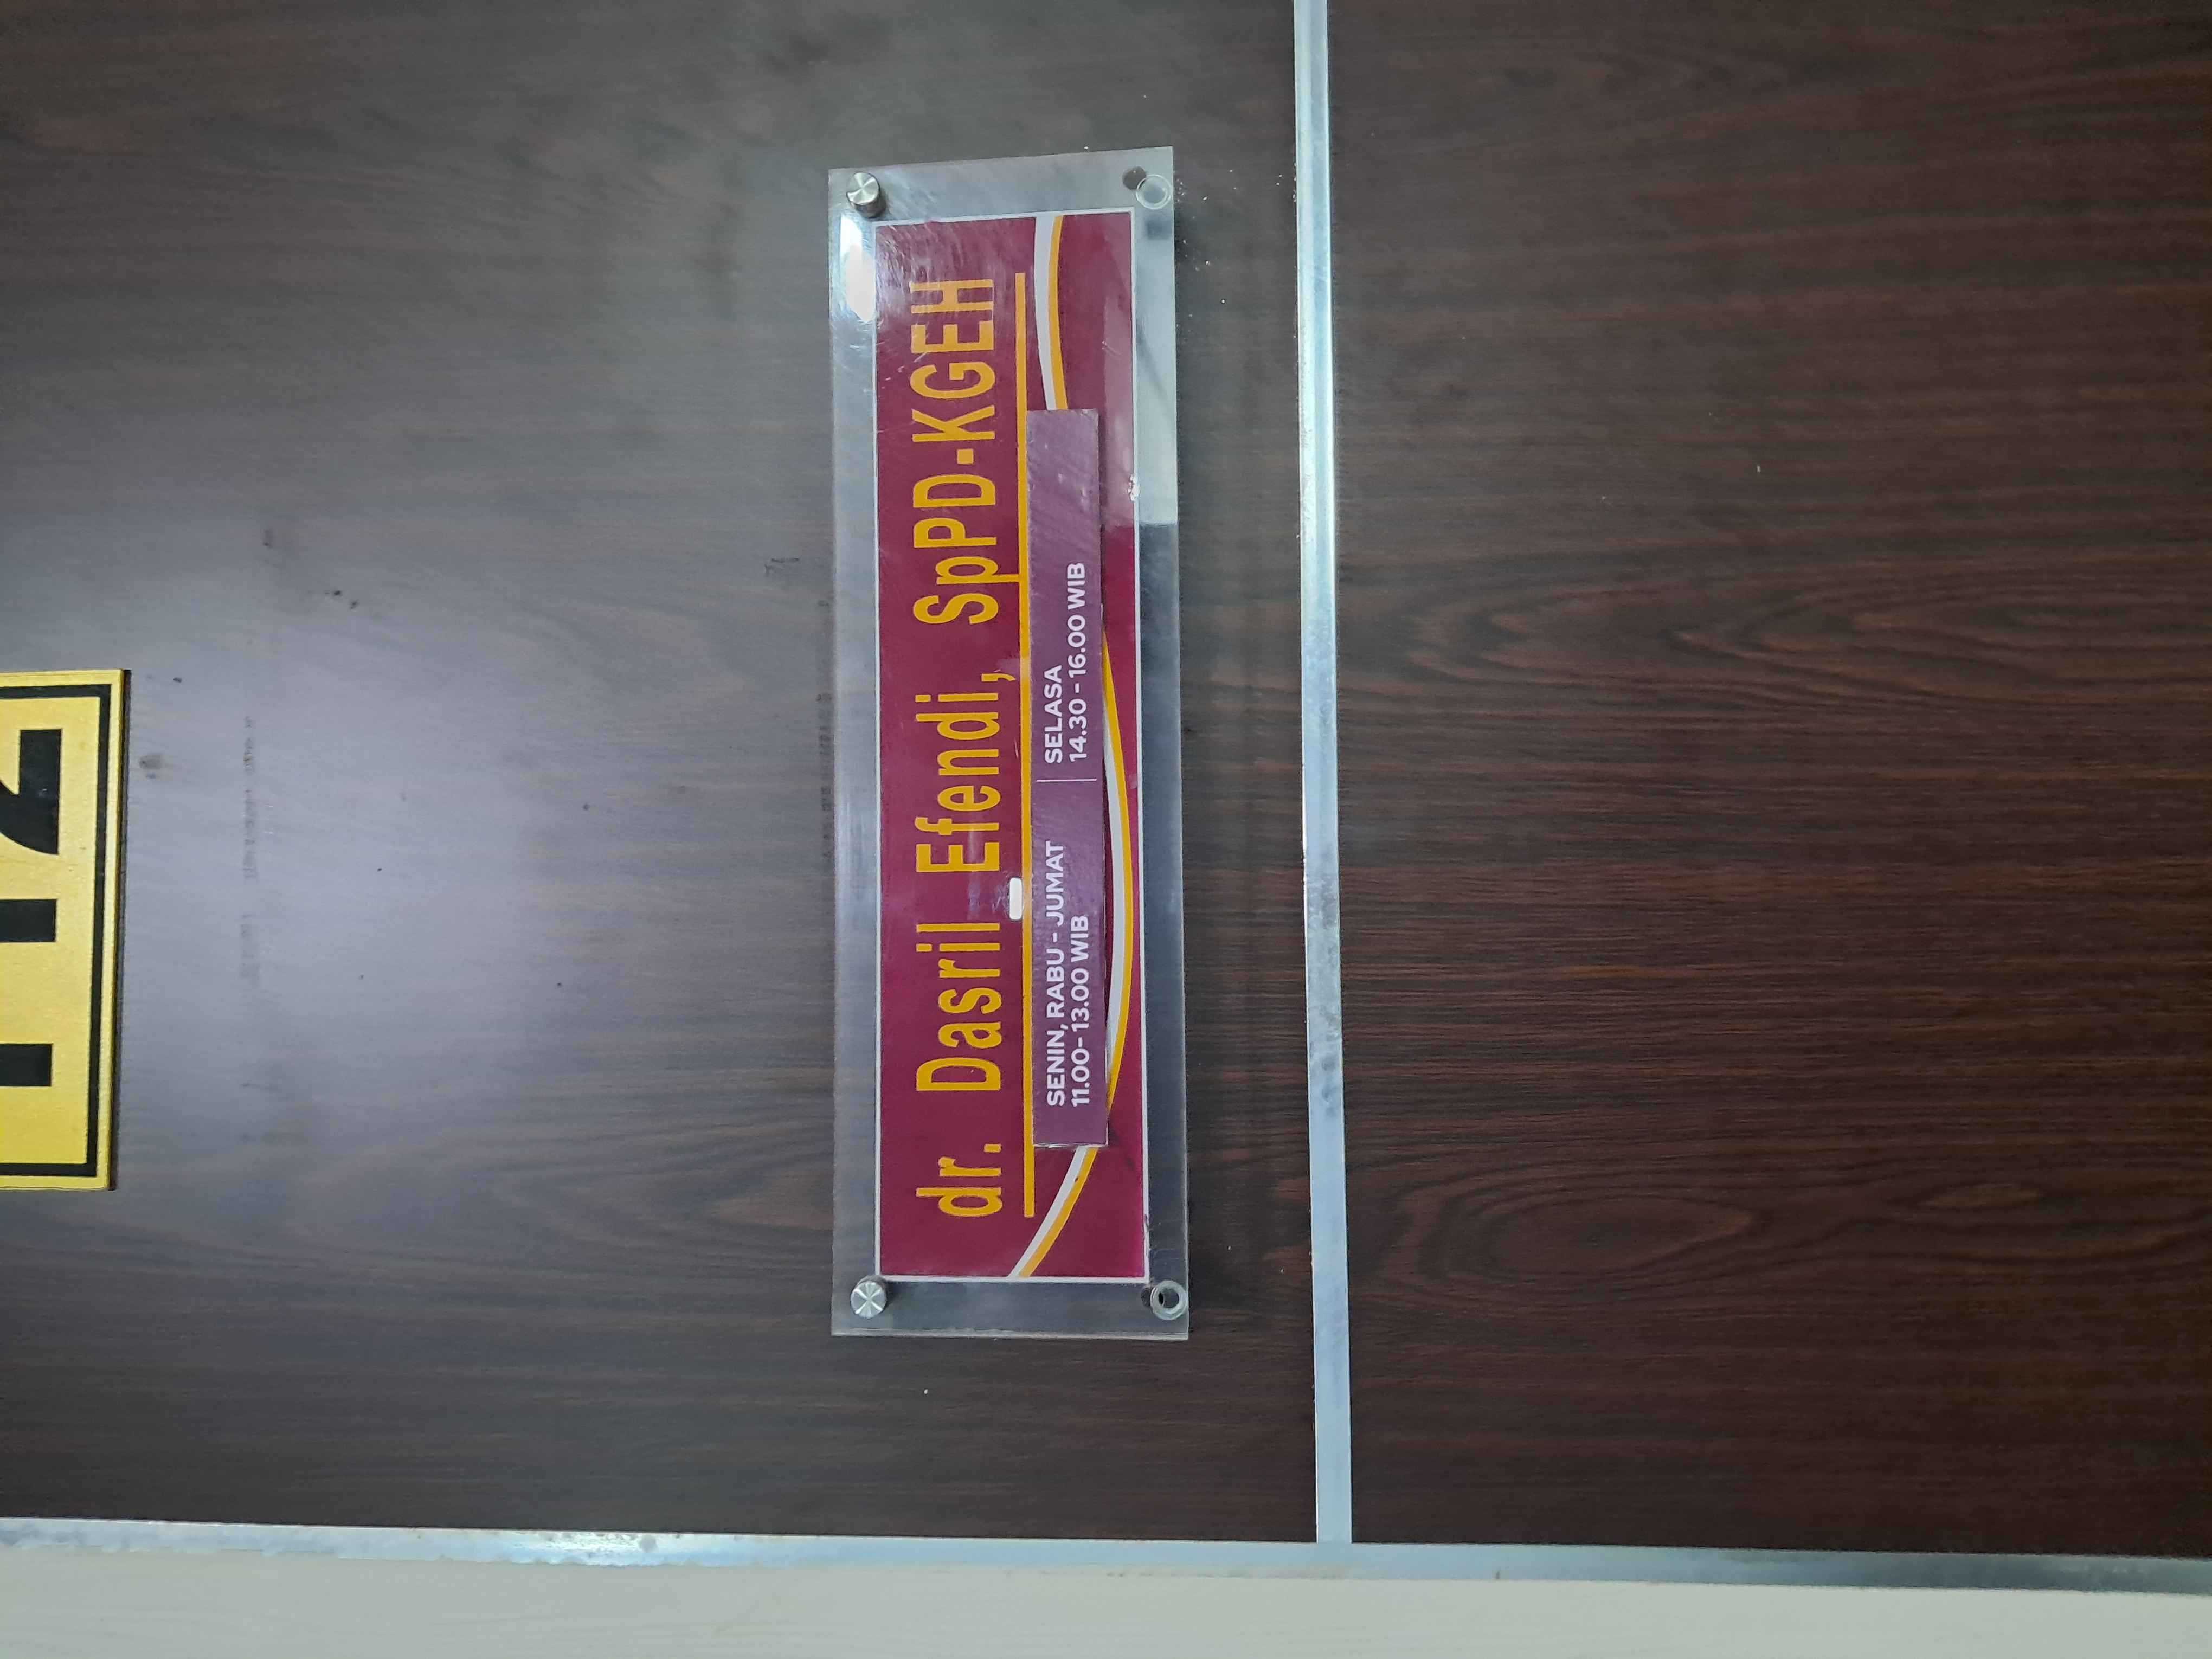 112
dr. Dasril Efendi, SpPD-KGEH
SENIN, RABU - JUMAT
11.00-13.00 WIB
SELASA
14.30-16.00 WIB